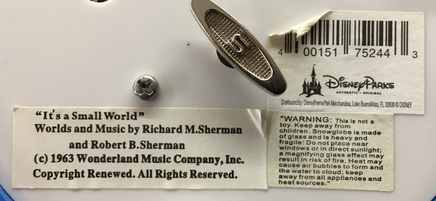 S
4 00151 75244 3
Disney Parks
AUTHENTIC · ORIGINAL
Distributed by: Disney Theme Park Merchandise, Lake Buena Vista, FL 32830 © DISNEY
"It's a Small World"
Worlds and Music by Richard M.Sherman
and Robert B.Sherman
(c) 1963 Wonderland Music Company, Inc.
Copyright Renewed. All Rights Reserved.
"WARNING: This is not a
toy. Keep away from
children. Snowglobe is made
of glass and is heavy and
fragile: Do not place near
windows or in direct sunlight;
a magnifying glass effect may
result in risk of fire. Heat may
cause air bubbles to form and
the water to cloud; keep
away from all appliances and
heat sources."